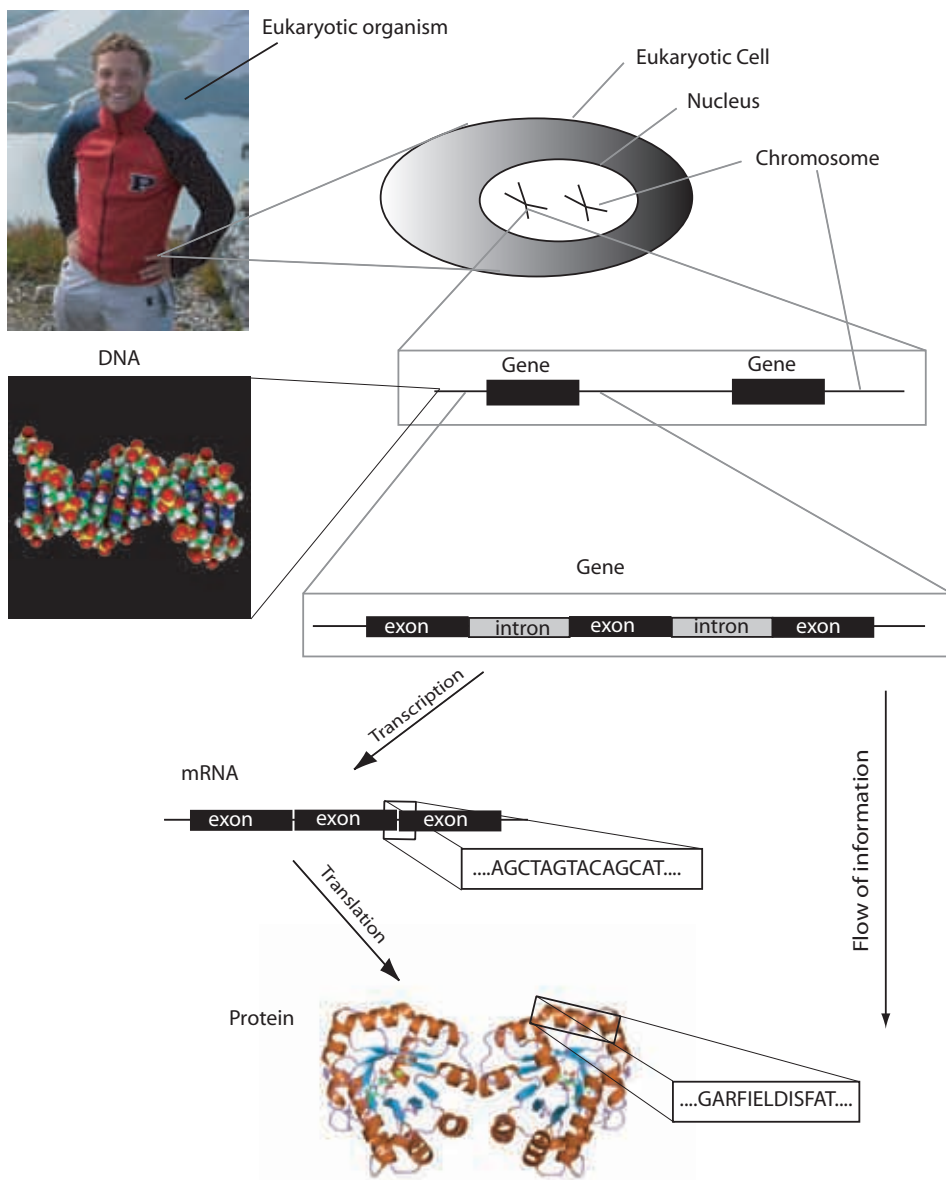 Eukaryotic organism
Eukaryotic Cell
Nucleus
Chromosome
P
DNA
Gene
Gene
Gene
exon
intron
exon
intron
exon
Transcription
mRNA
exon
exon
exon
....AGCTAGTACAGCAT....
Translation
Flow of information
Protein
....GARFIELDISFAT....